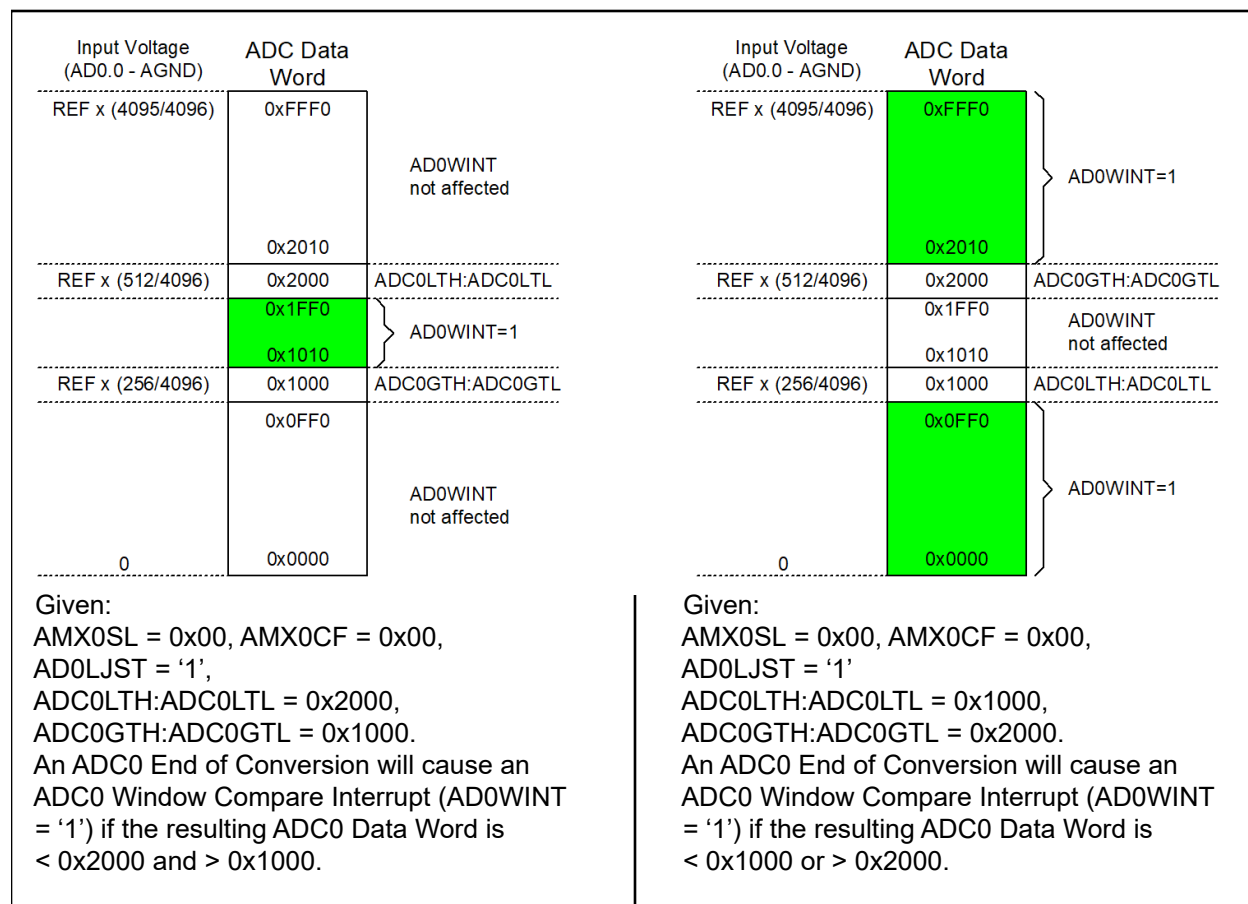 Input Voltage
(AD0.0 - AGND)
ADC Data
Word
REF x (4095/4096)
0xFFF0
AD0WINT
not affected
0x2010
REF x (512/4096)
0x2000
ADC0LTH:ADC0LTL
0x1FF0
AD0WINT=1
0x1010
REF x (256/4096)
0x1000
ADC0GTH:ADC0GTL
0x0FF0
AD0WINT
not affected
0
0x0000
Given:
AMX0SL = 0x00, AMX0CF = 0x00,
AD0LJST = ‘1’,
ADC0LTH:ADC0LTL = 0x2000,
ADC0GTH:ADC0GTL = 0x1000.
An ADC0 End of Conversion will cause an
ADC0 Window Compare Interrupt (AD0WINT
= ‘1’) if the resulting ADC0 Data Word is
< 0x2000 and > 0x1000.
Input Voltage
(AD0.0 - AGND)
ADC Data
Word
REF x (4095/4096)
0xFFF0
AD0WINT=1
0x2010
REF x (512/4096)
0x2000
ADC0GTH:ADC0GTL
0x1FF0
AD0WINT
not affected
0x1010
REF x (256/4096)
0x1000
ADC0LTH:ADC0LTL
0x0FF0
AD0WINT=1
0
0x0000
Given:
AMX0SL = 0x00, AMX0CF = 0x00,
AD0LJST = ‘1’
ADC0LTH:ADC0LTL = 0x1000,
ADC0GTH:ADC0GTL = 0x2000.
An ADC0 End of Conversion will cause an
ADC0 Window Compare Interrupt (AD0WINT
= ‘1’) if the resulting ADC0 Data Word is
< 0x1000 or > 0x2000.